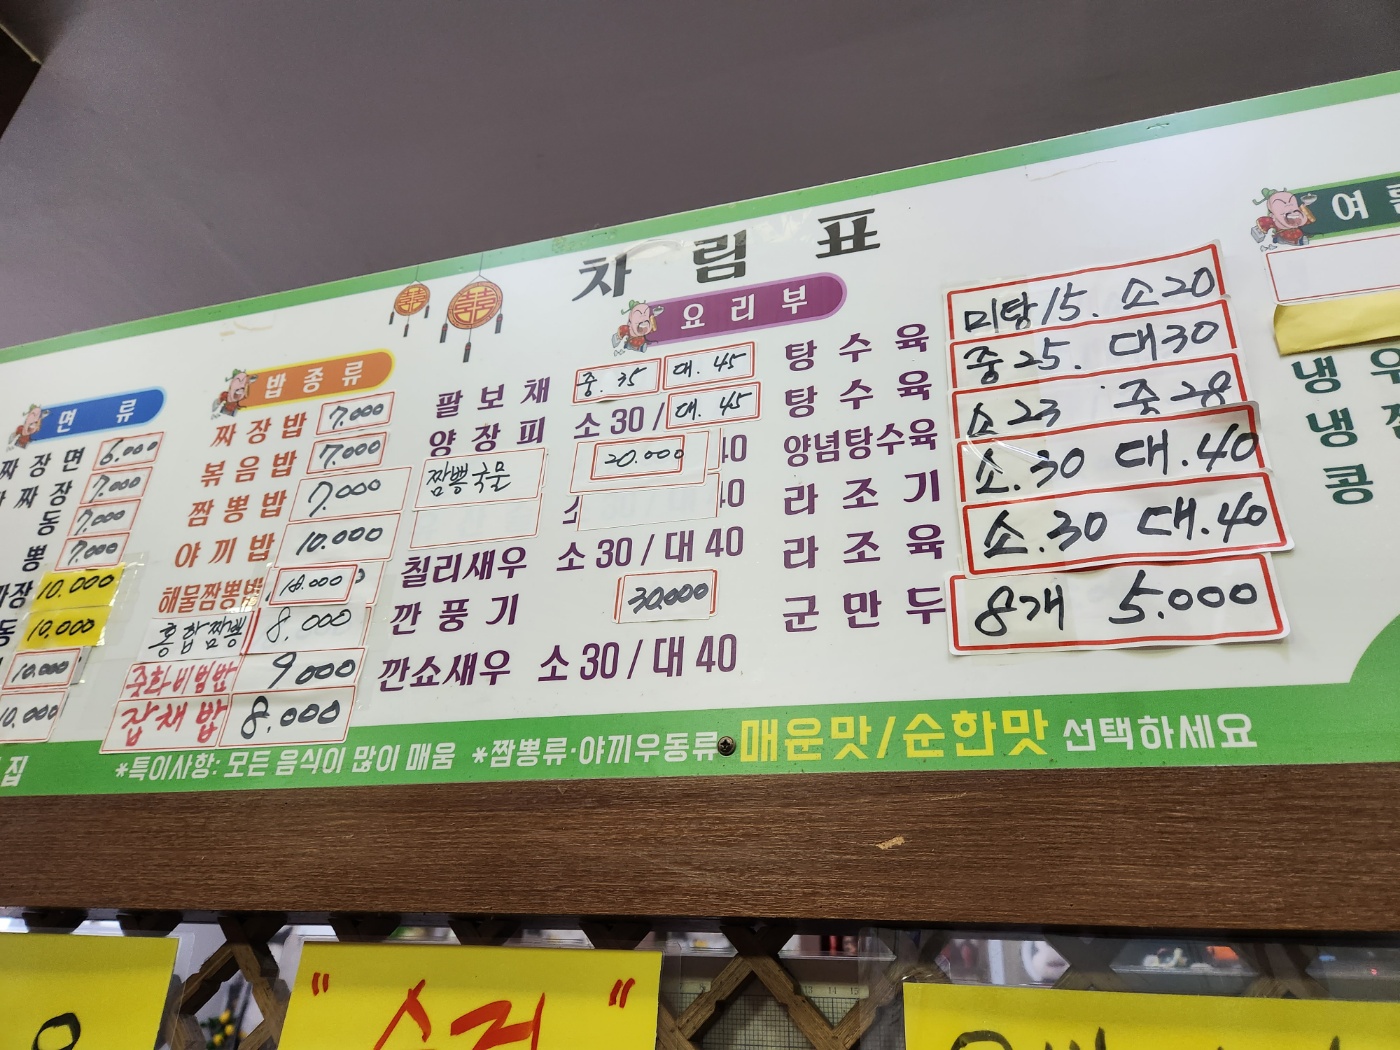 차림표
면류
짜장면 6.000
짜장 7.000
동 7.000
뽕 7.000
짜장 10.000
동 10.000
10.000
10.000
밥종류
짜장밥 7.000
볶음밥 7.000
짬뽕밥 7.000
야끼밥 10.000
해물짬뽕밥 10.000
홍합짬뽕 8.000
중화비빔밥 9000
잡채밥 8.000
요리부
팔보채 중.35 대.45
양장피 소30/ 대.45
짬뽕국물 20.000
칠리새우 소30/대40
깐풍기 30.000
깐쇼새우 소30/대40
탕수육 미탕15. 소20
탕수육 중25. 대30
양념탕수육 소23 중28
라조기 소.30 대.40
라조육 소.30 대.40
군만두 8개 5.000
여름
냉우
냉
콩
집
*특이사항: 모든 음식이 많이 매움 *짬뽕류·야끼우동류 매운맛/순한맛 선택하세요